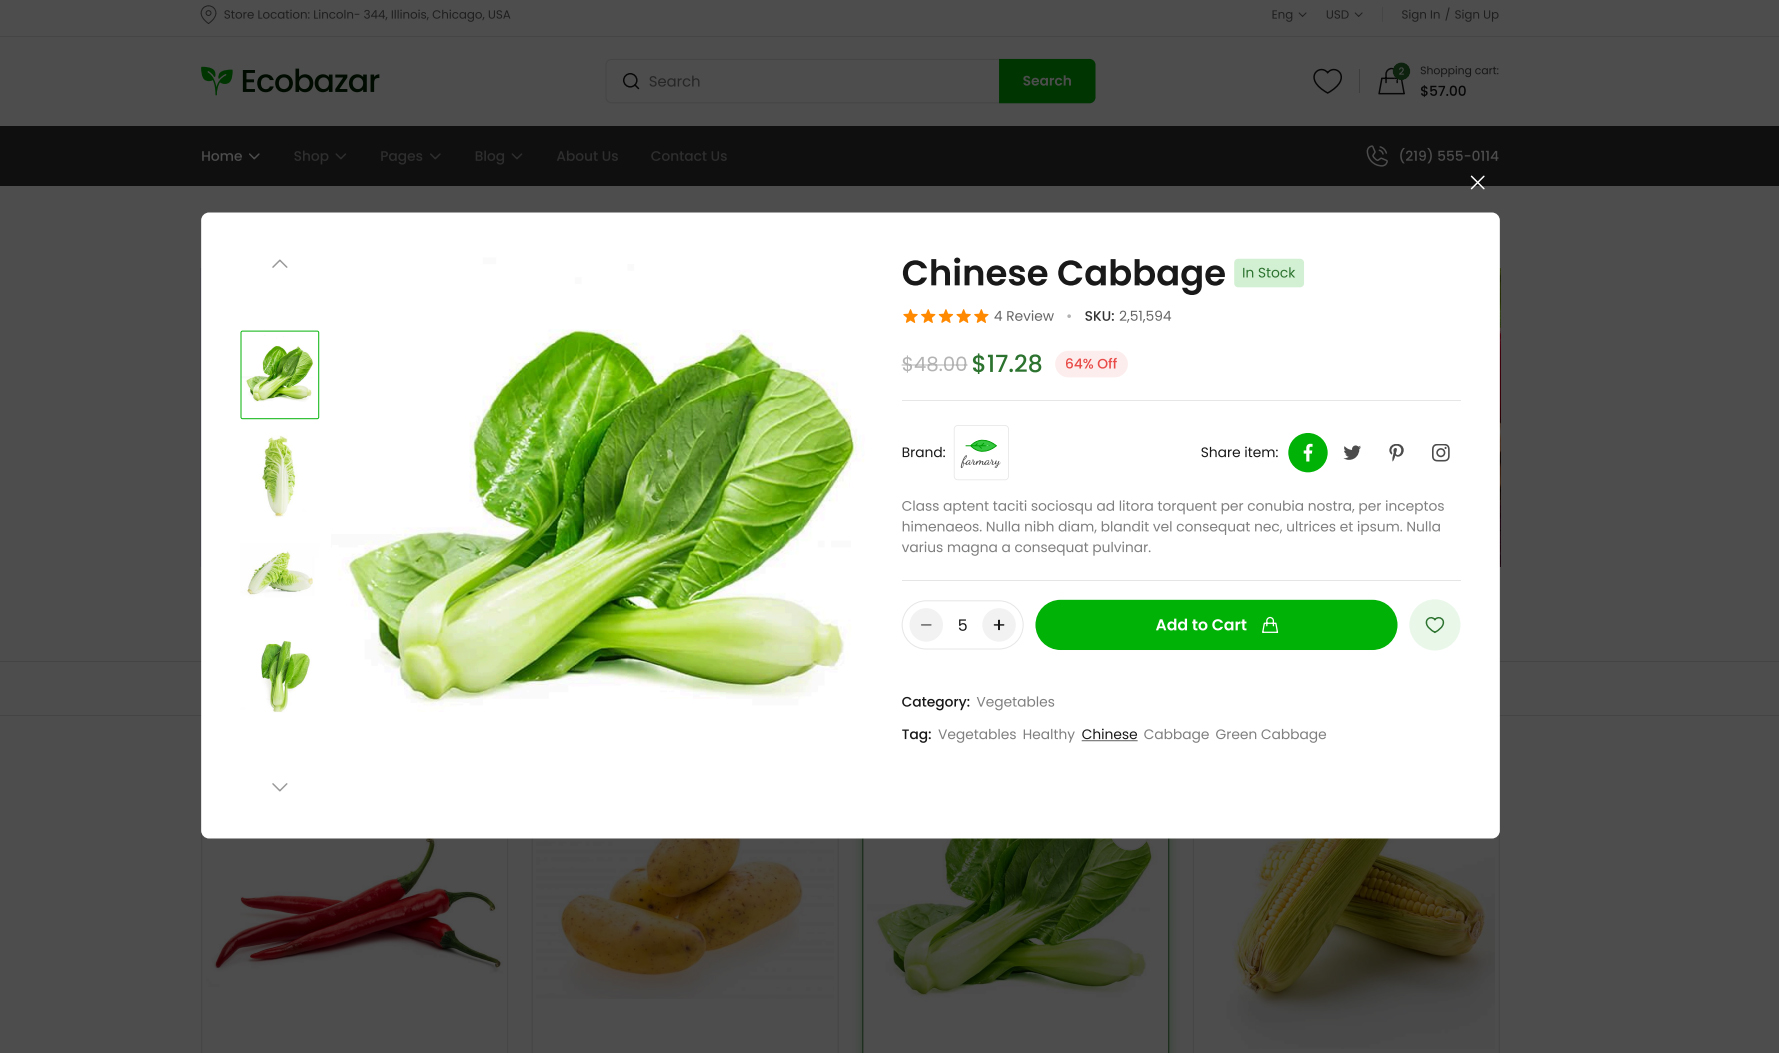 Store Location: Lincoln- 344, Illinois, Chicago, USA
Eng USD Sign In / Sign Up
Ecobazar
Search Search
2 Shopping cart:
$57.00
Home Shop Pages Blog About Us Contact Us (219) 555-0114
Chinese Cabbage In Stock
4 Review • SKU: 2,51,594
$48.00 $17.28 64% Off
Brand: farmary Share item:
Class aptent taciti sociosqu ad litora torquent per conubia nostra, per inceptos
himenaeos. Nulla nibh diam, blandit vel consequat nec, ultrices et ipsum. Nulla
varius magna a consequat pulvinar.
5 Add to Cart
Category: Vegetables
Tag: Vegetables Healthy Chinese Cabbage Green Cabbage